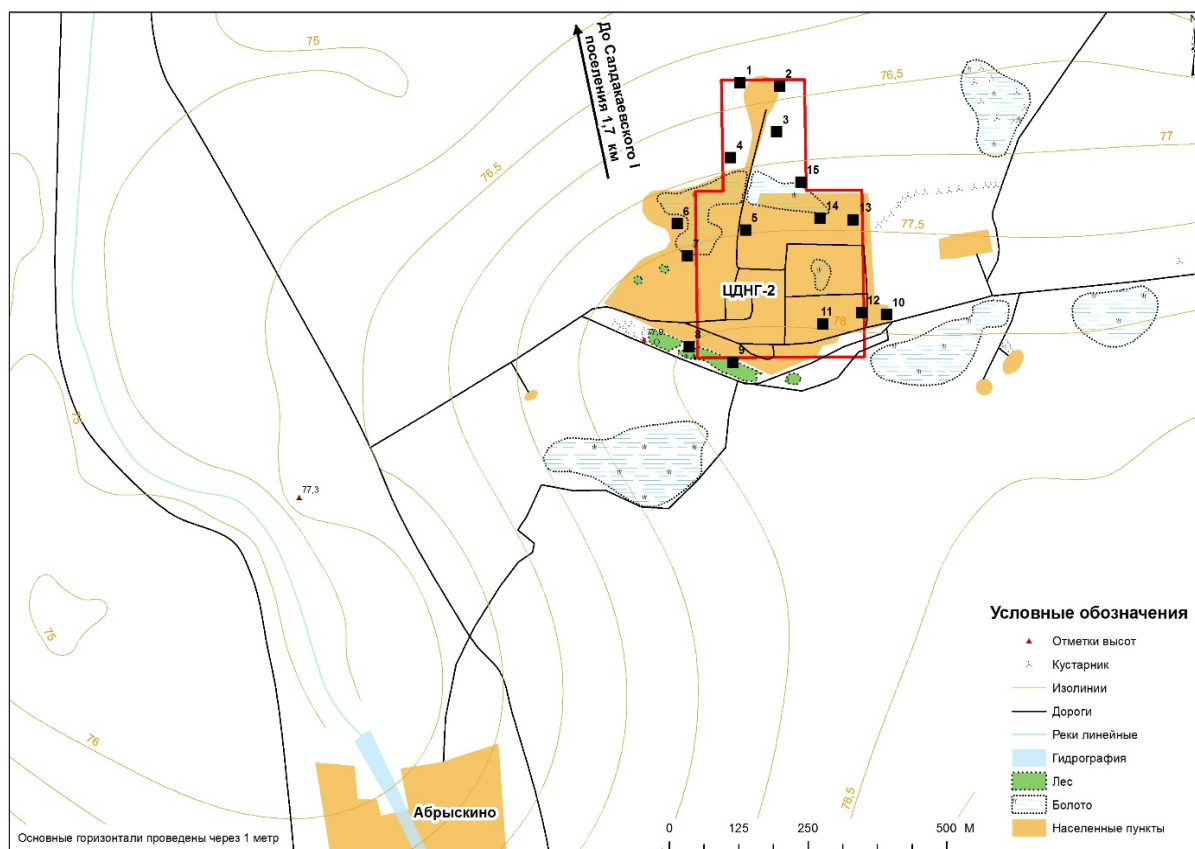 75
До Салдакаевского I
поселения 1,7 км
1
2
76,5
3
77
4
76,5
15
6
14
13
5
77,5
7
ЦДНГ-2
12
10
11
78
8
9
75
77,3
75
Условные обозначения
Отметки высот
Кустарник
Изолинии
Дороги
Реки линейные
76
Гидрография
Лес
78,5
Болото
Абрыскино
Населенные пункты
Основные горизонтали проведены через 1 метр
0 125 250 500 М